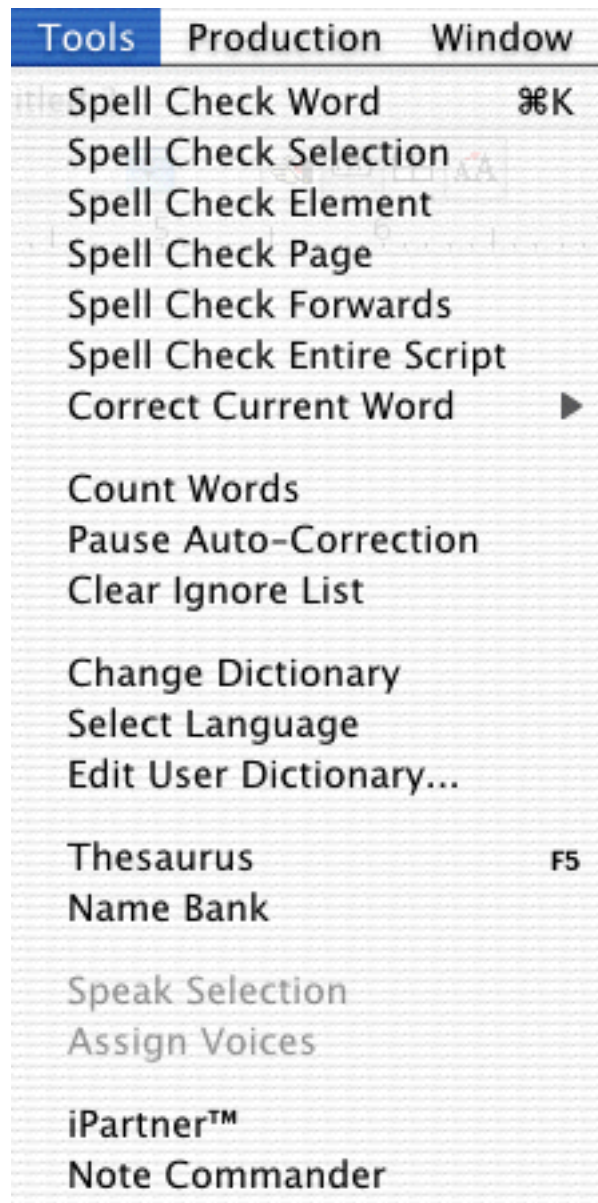 Tools Production Window
Spell Check Word ⌘K
Spell Check Selection
Spell Check Element
Spell Check Page
Spell Check Forwards
Spell Check Entire Script
Correct Current Word ▶
Count Words
Pause Auto-Correction
Clear Ignore List
Change Dictionary
Select Language
Edit User Dictionary...
Thesaurus F5
Name Bank
Speak Selection
Assign Voices
iPartner™
Note Commander